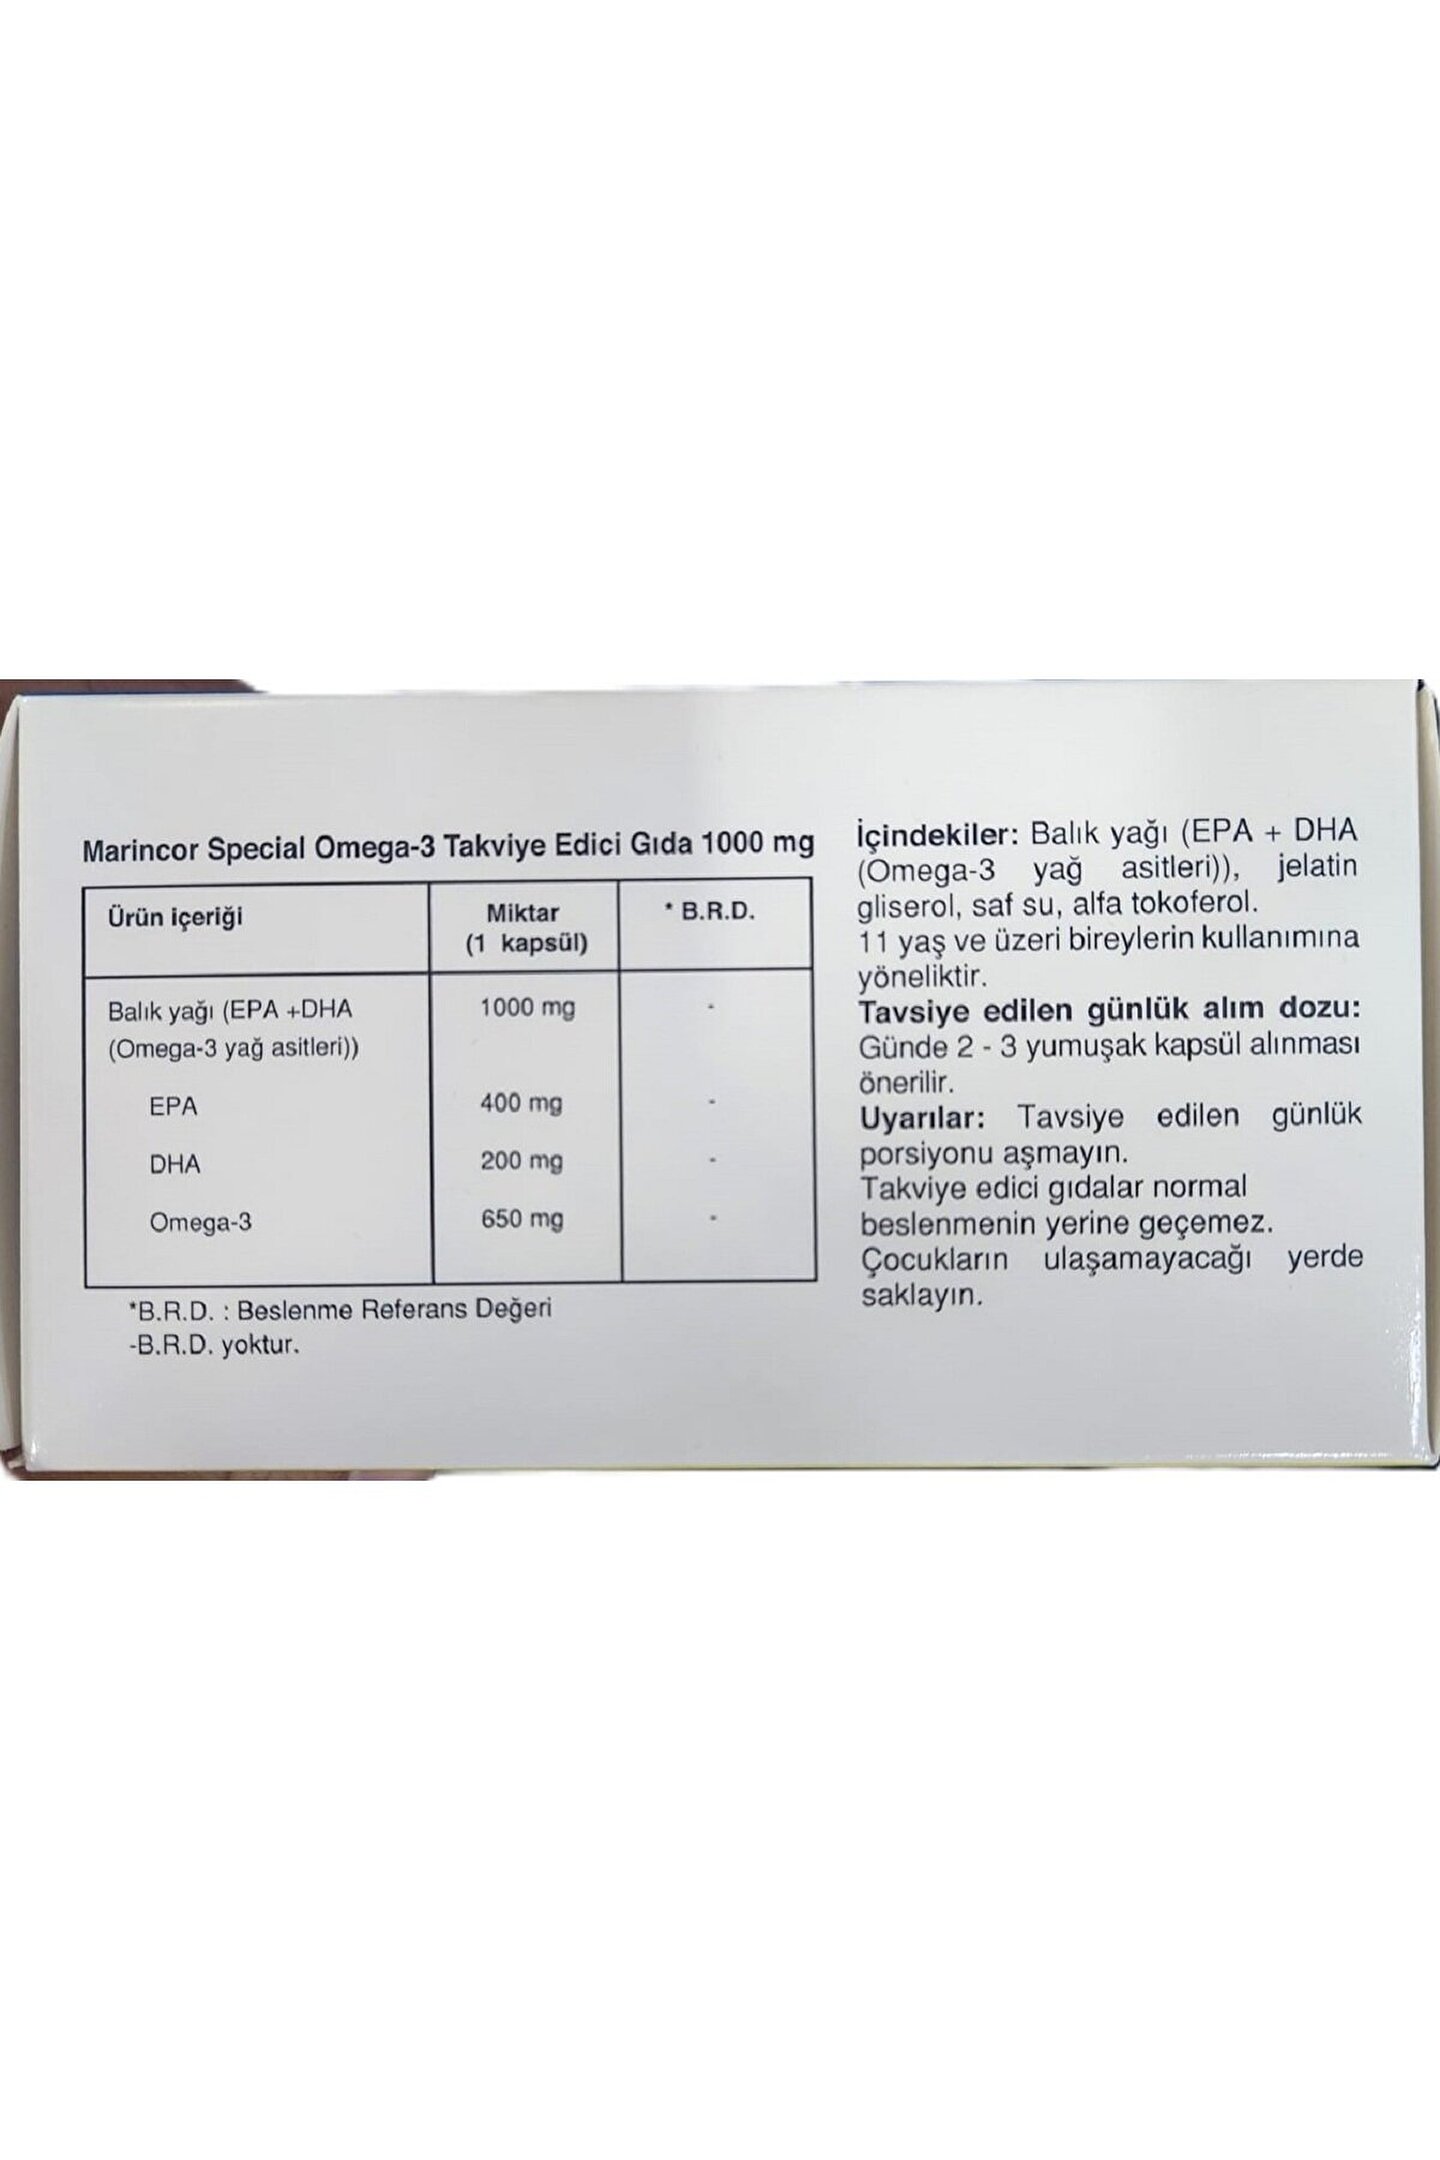 Marincor Special Omega-3 Takviye Edici Gıda 1000 mg
Ürün içeriği
Miktar
(1 kapsül)
* B.R.D.
Balık yağı (EPA +DHA
(Omega-3 yağ asitleri))
1000 mg
-
EPA
400 mg
-
DHA
200 mg
-
Omega-3
650 mg
-
*B.R.D. : Beslenme Referans Değeri
-B.R.D. yoktur.
İçindekiler: Balık yağı (EPA + DHA
(Omega-3 yağ asitleri)), jelatin
gliserol, saf su, alfa tokoferol.
11 yaş ve üzeri bireylerin kullanımına
yöneliktir.
Tavsiye edilen günlük alım dozu:
Günde 2 - 3 yumuşak kapsül alınması
önerilir.
Uyarılar: Tavsiye edilen günlük
porsiyonu aşmayın.
Takviye edici gıdalar normal
beslenmenin yerine geçemez.
Çocukların ulaşamayacağı yerde
saklayın.